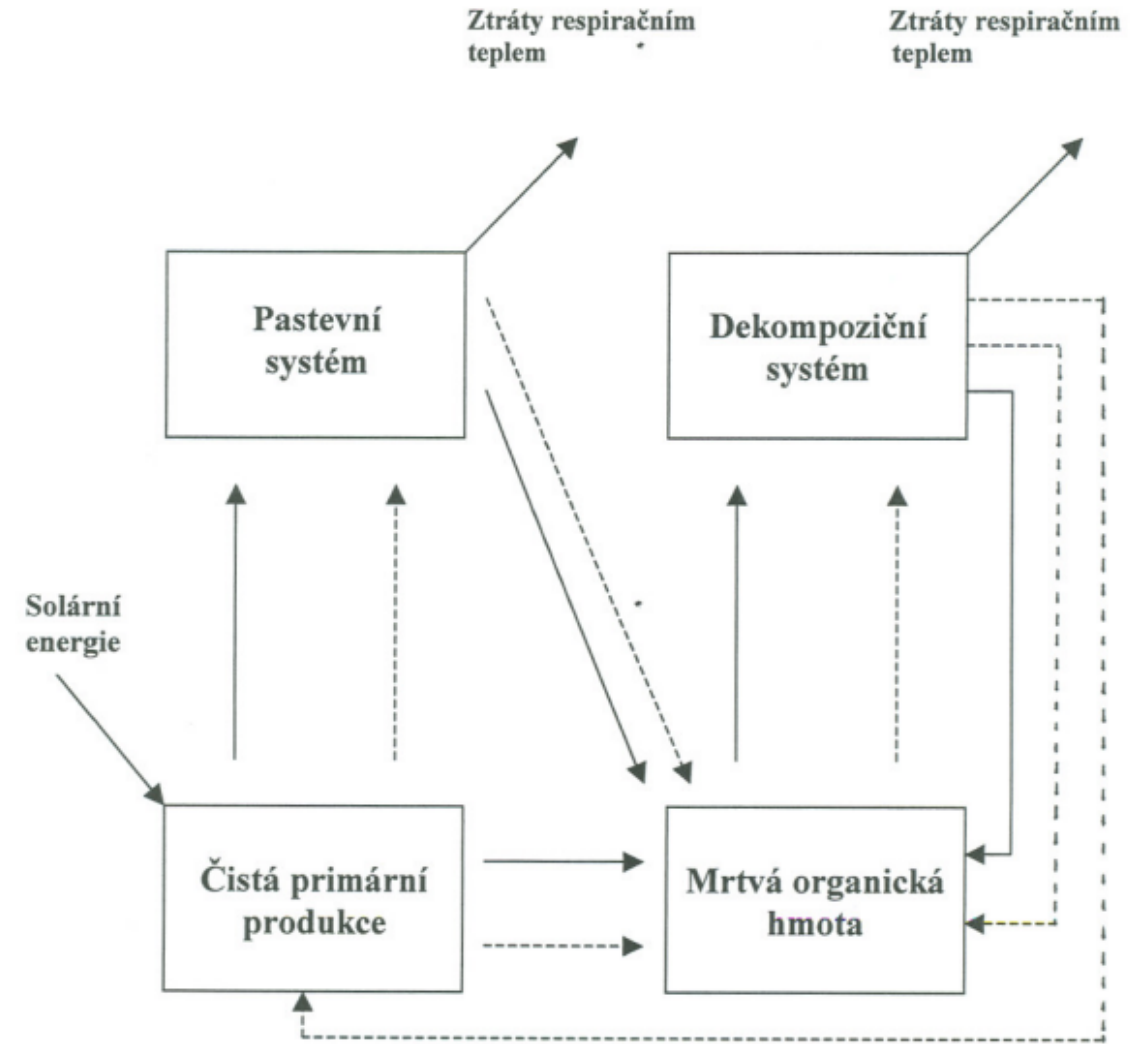 Ztráty respiračním
teplem
Ztráty respiračním
teplem
Pastevní
systém
Dekompoziční
systém
Solární
energie
Čistá primární
produkce
Mrtvá organická
hmota